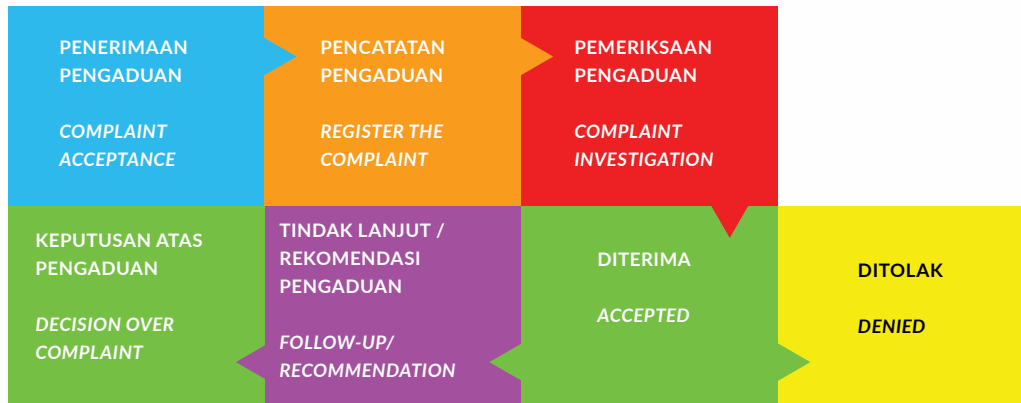 PENERIMAAN
PENGADUAN
COMPLAINT
ACCEPTANCE
PENCATATAN
PENGADUAN
REGISTER THE
COMPLAINT
PEMERIKSAAN
PENGADUAN
COMPLAINT
INVESTIGATION
KEPUTUSAN ATAS
PENGADUAN
DECISION OVER
COMPLAINT
TINDAK LANJUT /
REKOMENDASI
PENGADUAN
FOLLOW-UP/
RECOMMENDATION
DITERIMA
ACCEPTED
DITOLAK
DENIED